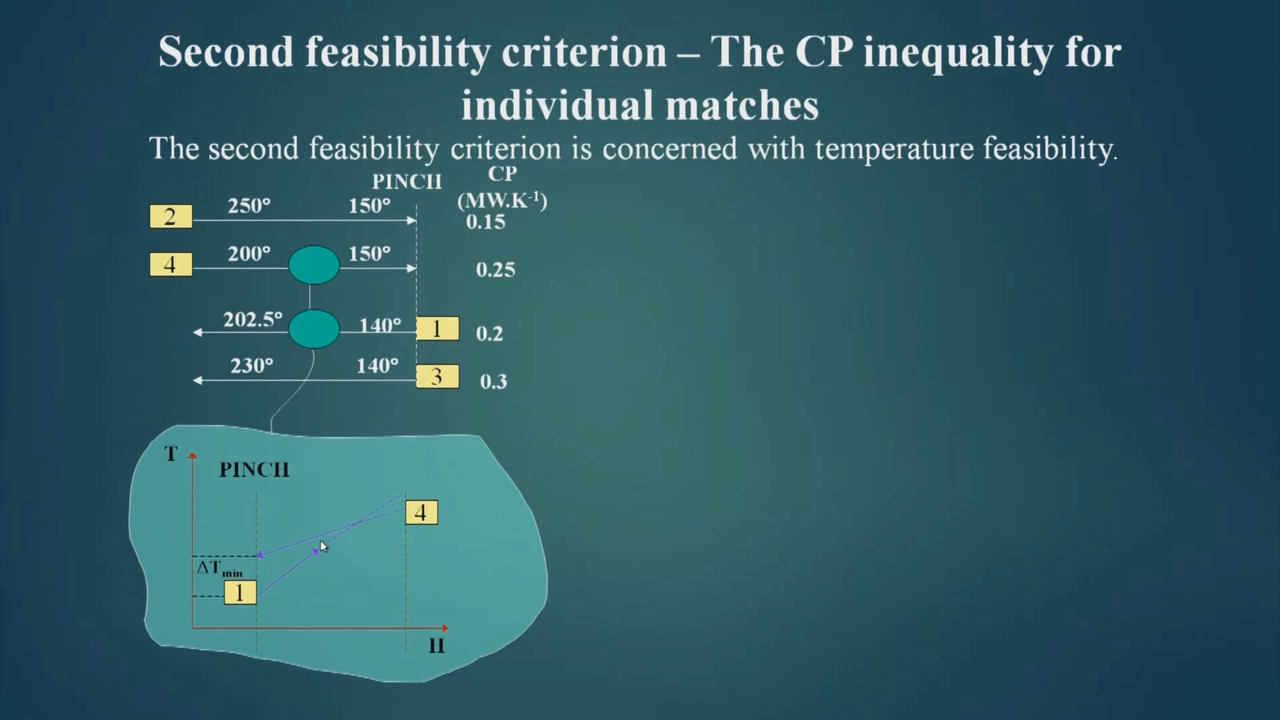 Second feasibility criterion – The CP inequality for
individual matches
The second feasibility criterion is concerned with temperature feasibility.
PINCH CP
(MW.K-1)
2 250° 150° 0.15
4 200° 150° 0.25
202.5° 140° 1 0.2
230° 140° 3 0.3
T
PINCH
4
ΔTmin
1
H